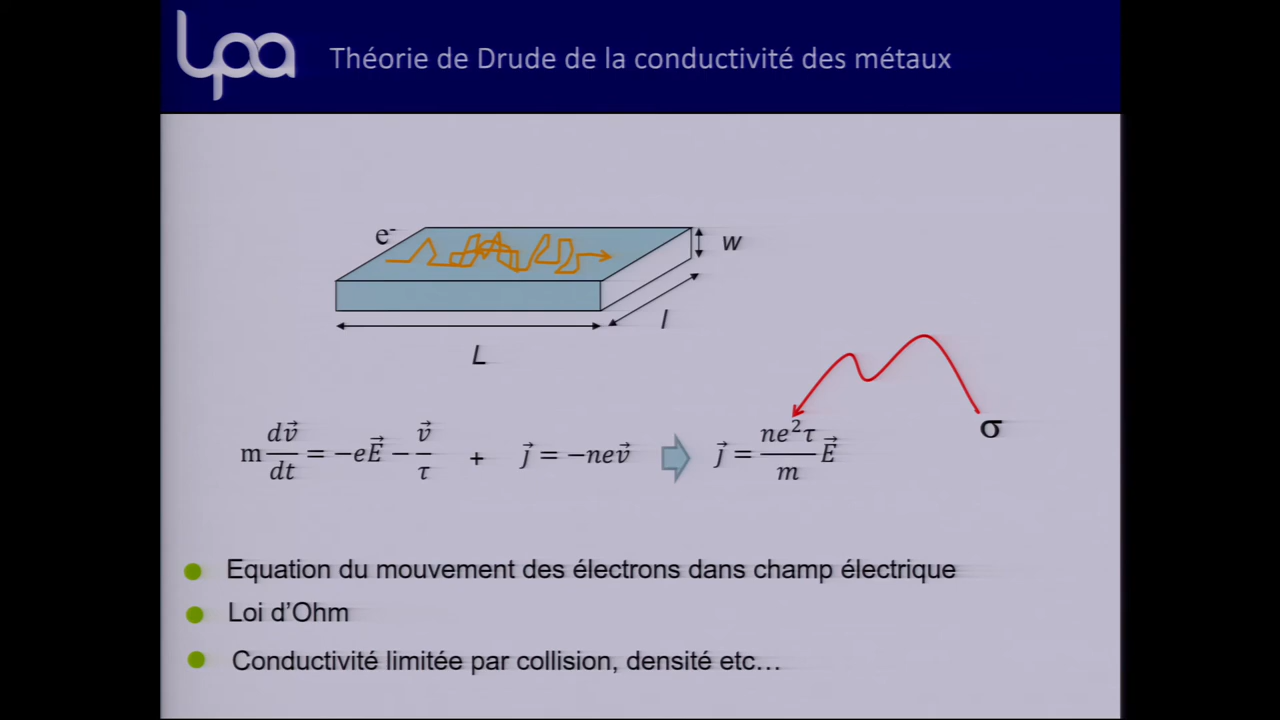 lpa
Théorie de Drude de la conductivité des métaux
e⁻
w
l
L
m dv⃗/dt = −eE⃗ − v⃗/τ + j⃗ = −nev⃗ j⃗ = ne²τ/m E⃗ σ
Equation du mouvement des électrons dans champ électrique
Loi d'Ohm
Conductivité limitée par collision, densité etc...